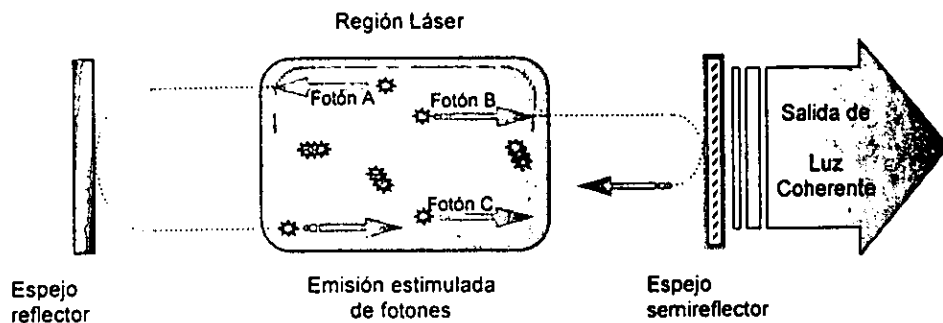 Región Láser
Fotón A
Fotón B
Fotón C
Salida de
Luz
Coherente
Espejo
reflector
Emisión estimulada
de fotones
Espejo
semireflector